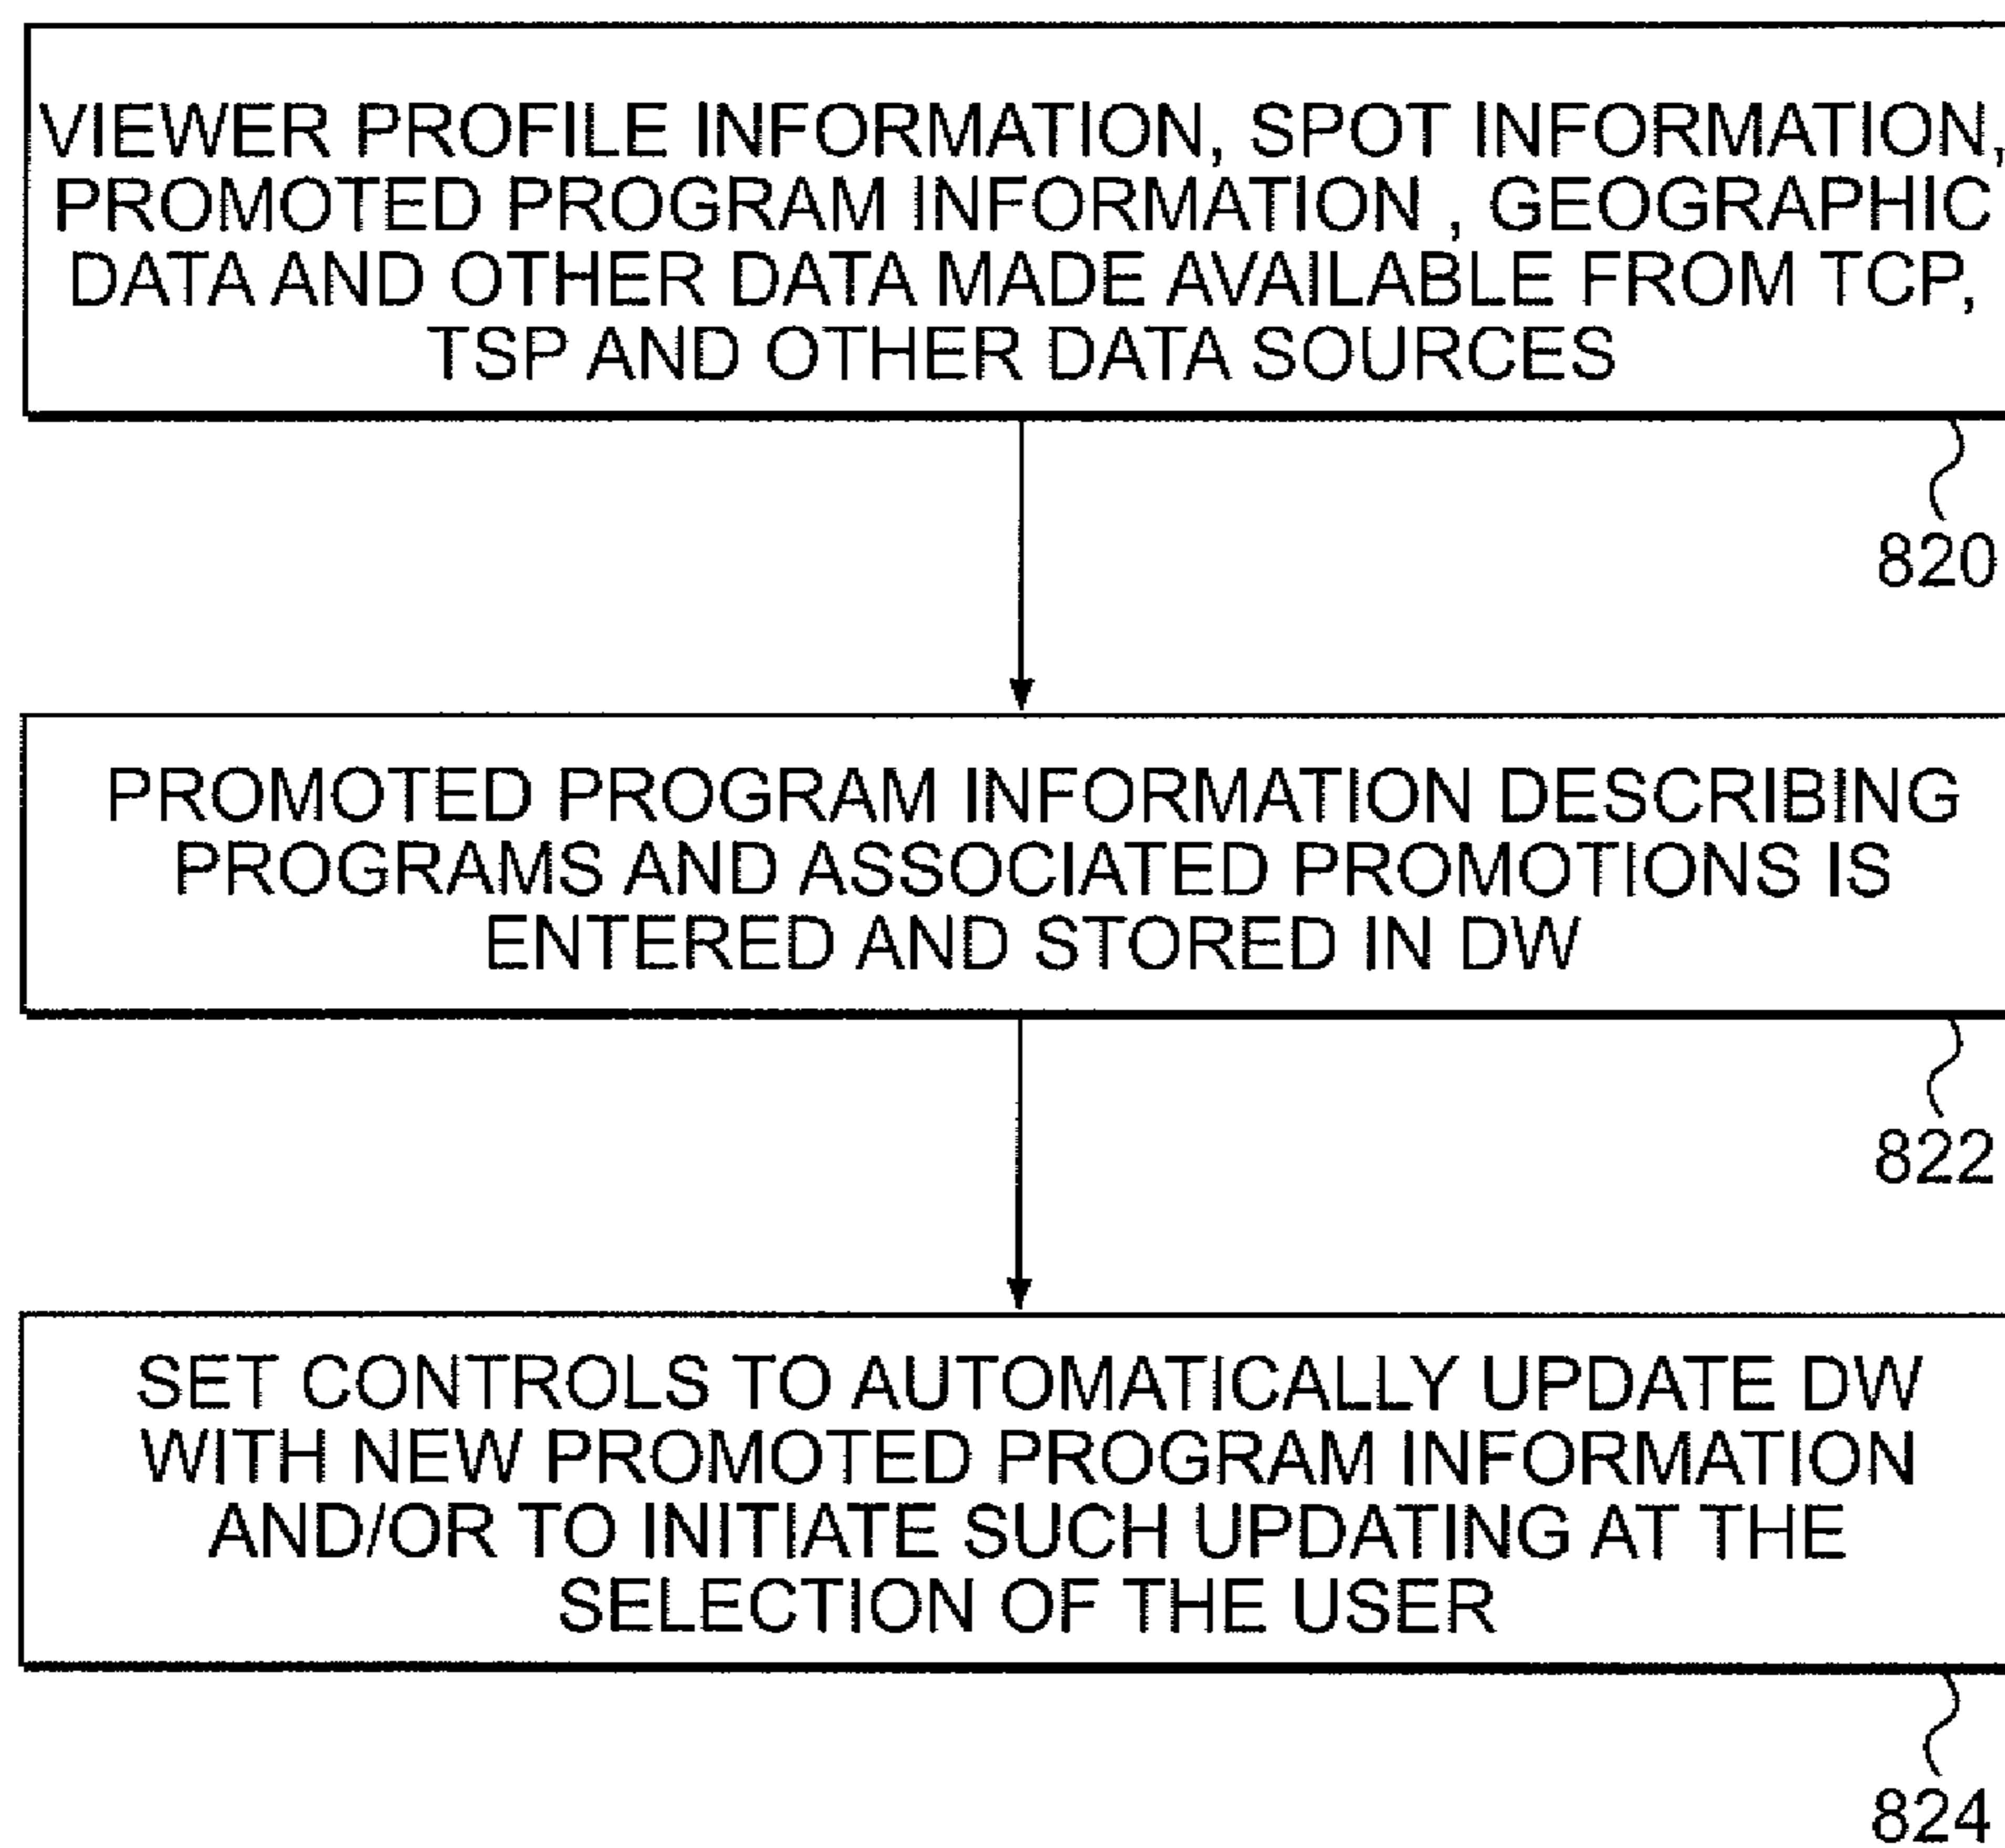 VIEWER PROFILE INFORMATION, SPOT INFORMATION,
PROMOTED PROGRAM INFORMATION , GEOGRAPHIC
DATA AND OTHER DATA MADE AVAILABLE FROM TCP,
TSP AND OTHER DATA SOURCES
820
PROMOTED PROGRAM INFORMATION DESCRIBING
PROGRAMS AND ASSOCIATED PROMOTIONS IS
ENTERED AND STORED IN DW
822
SET CONTROLS TO AUTOMATICALLY UPDATE DW
WITH NEW PROMOTED PROGRAM INFORMATION
AND/OR TO INITIATE SUCH UPDATING AT THE
SELECTION OF THE USER
824